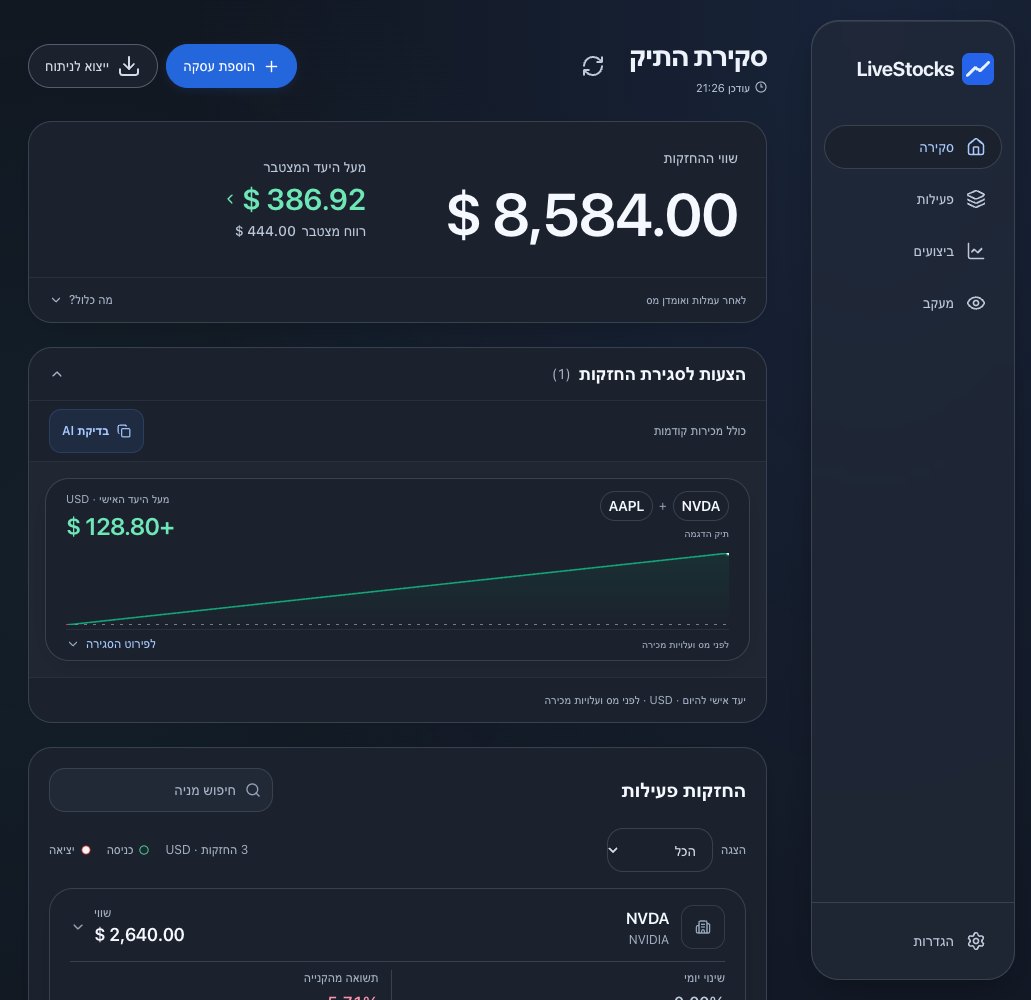 LiveStocks
סקירה
פעילות
ביצועים
מעקב
הגדרות
סקירת התיק
עודכן 21:26
הוספת עסקה
ייצוא לניתוח
שווי ההחזקות
$ 8,584.00
מעל היעד המצטבר
$ 386.92
רווח מצטבר 444.00 $
לאחר עמלות ואומדן מס
מה כלול?
הצעות לסגירת החזקות (1)
כולל מכירות קודמות
בדיקת AI
NVDA + AAPL
תיק הדגמה
מעל היעד האישי · USD
$ 128.80+
לפני מס ועלויות מכירה
לפירוט הסגירה
יעד אישי להיום · USD · לפני מס ועלויות מכירה
החזקות פעילות
חיפוש מניה
הצגה
הכל
3 החזקות · USD
כניסה
יציאה
NVDA
NVIDIA
שווי
$ 2,640.00
שינוי יומי
תשואה מהקנייה